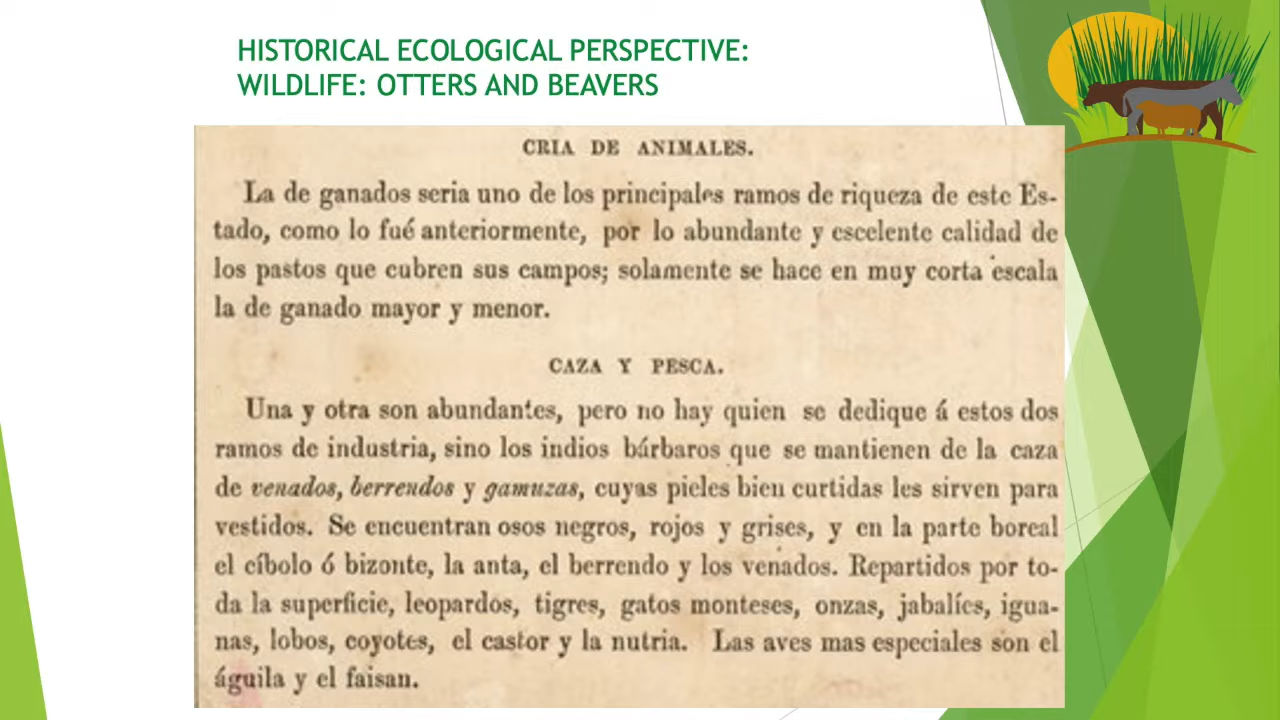 HISTORICAL ECOLOGICAL PERSPECTIVE:
WILDLIFE: OTTERS AND BEAVERS
CRIA DE ANIMALES.
La de ganados seria uno de los principales ramos de riqueza de este Es-
tado, como lo fué anteriormente, por lo abundante y escelente calidad de
los pastos que cubren sus campos; solamente se hace en muy corta escala
la de ganado mayor y menor.
CAZA Y PESCA.
Una y otra son abundantes, pero no hay quien se dedique á estos dos
ramos de industria, sino los indios bárbaros que se mantienen de la caza
de venados, berrendos y gamuzas, cuyas pieles bien curtidas les sirven para
vestidos. Se encuentran osos negros, rojos y grises, y en la parte boreal
el cíbolo ó bizonte, la anta, el berrendo y los venados. Repartidos por to-
da la superficie, leopardos, tigres, gatos monteses, onzas, jabalíes, igua-
nas, lobos, coyotes, el castor y la nutria. Las aves mas especiales son el
águila y el faisan.